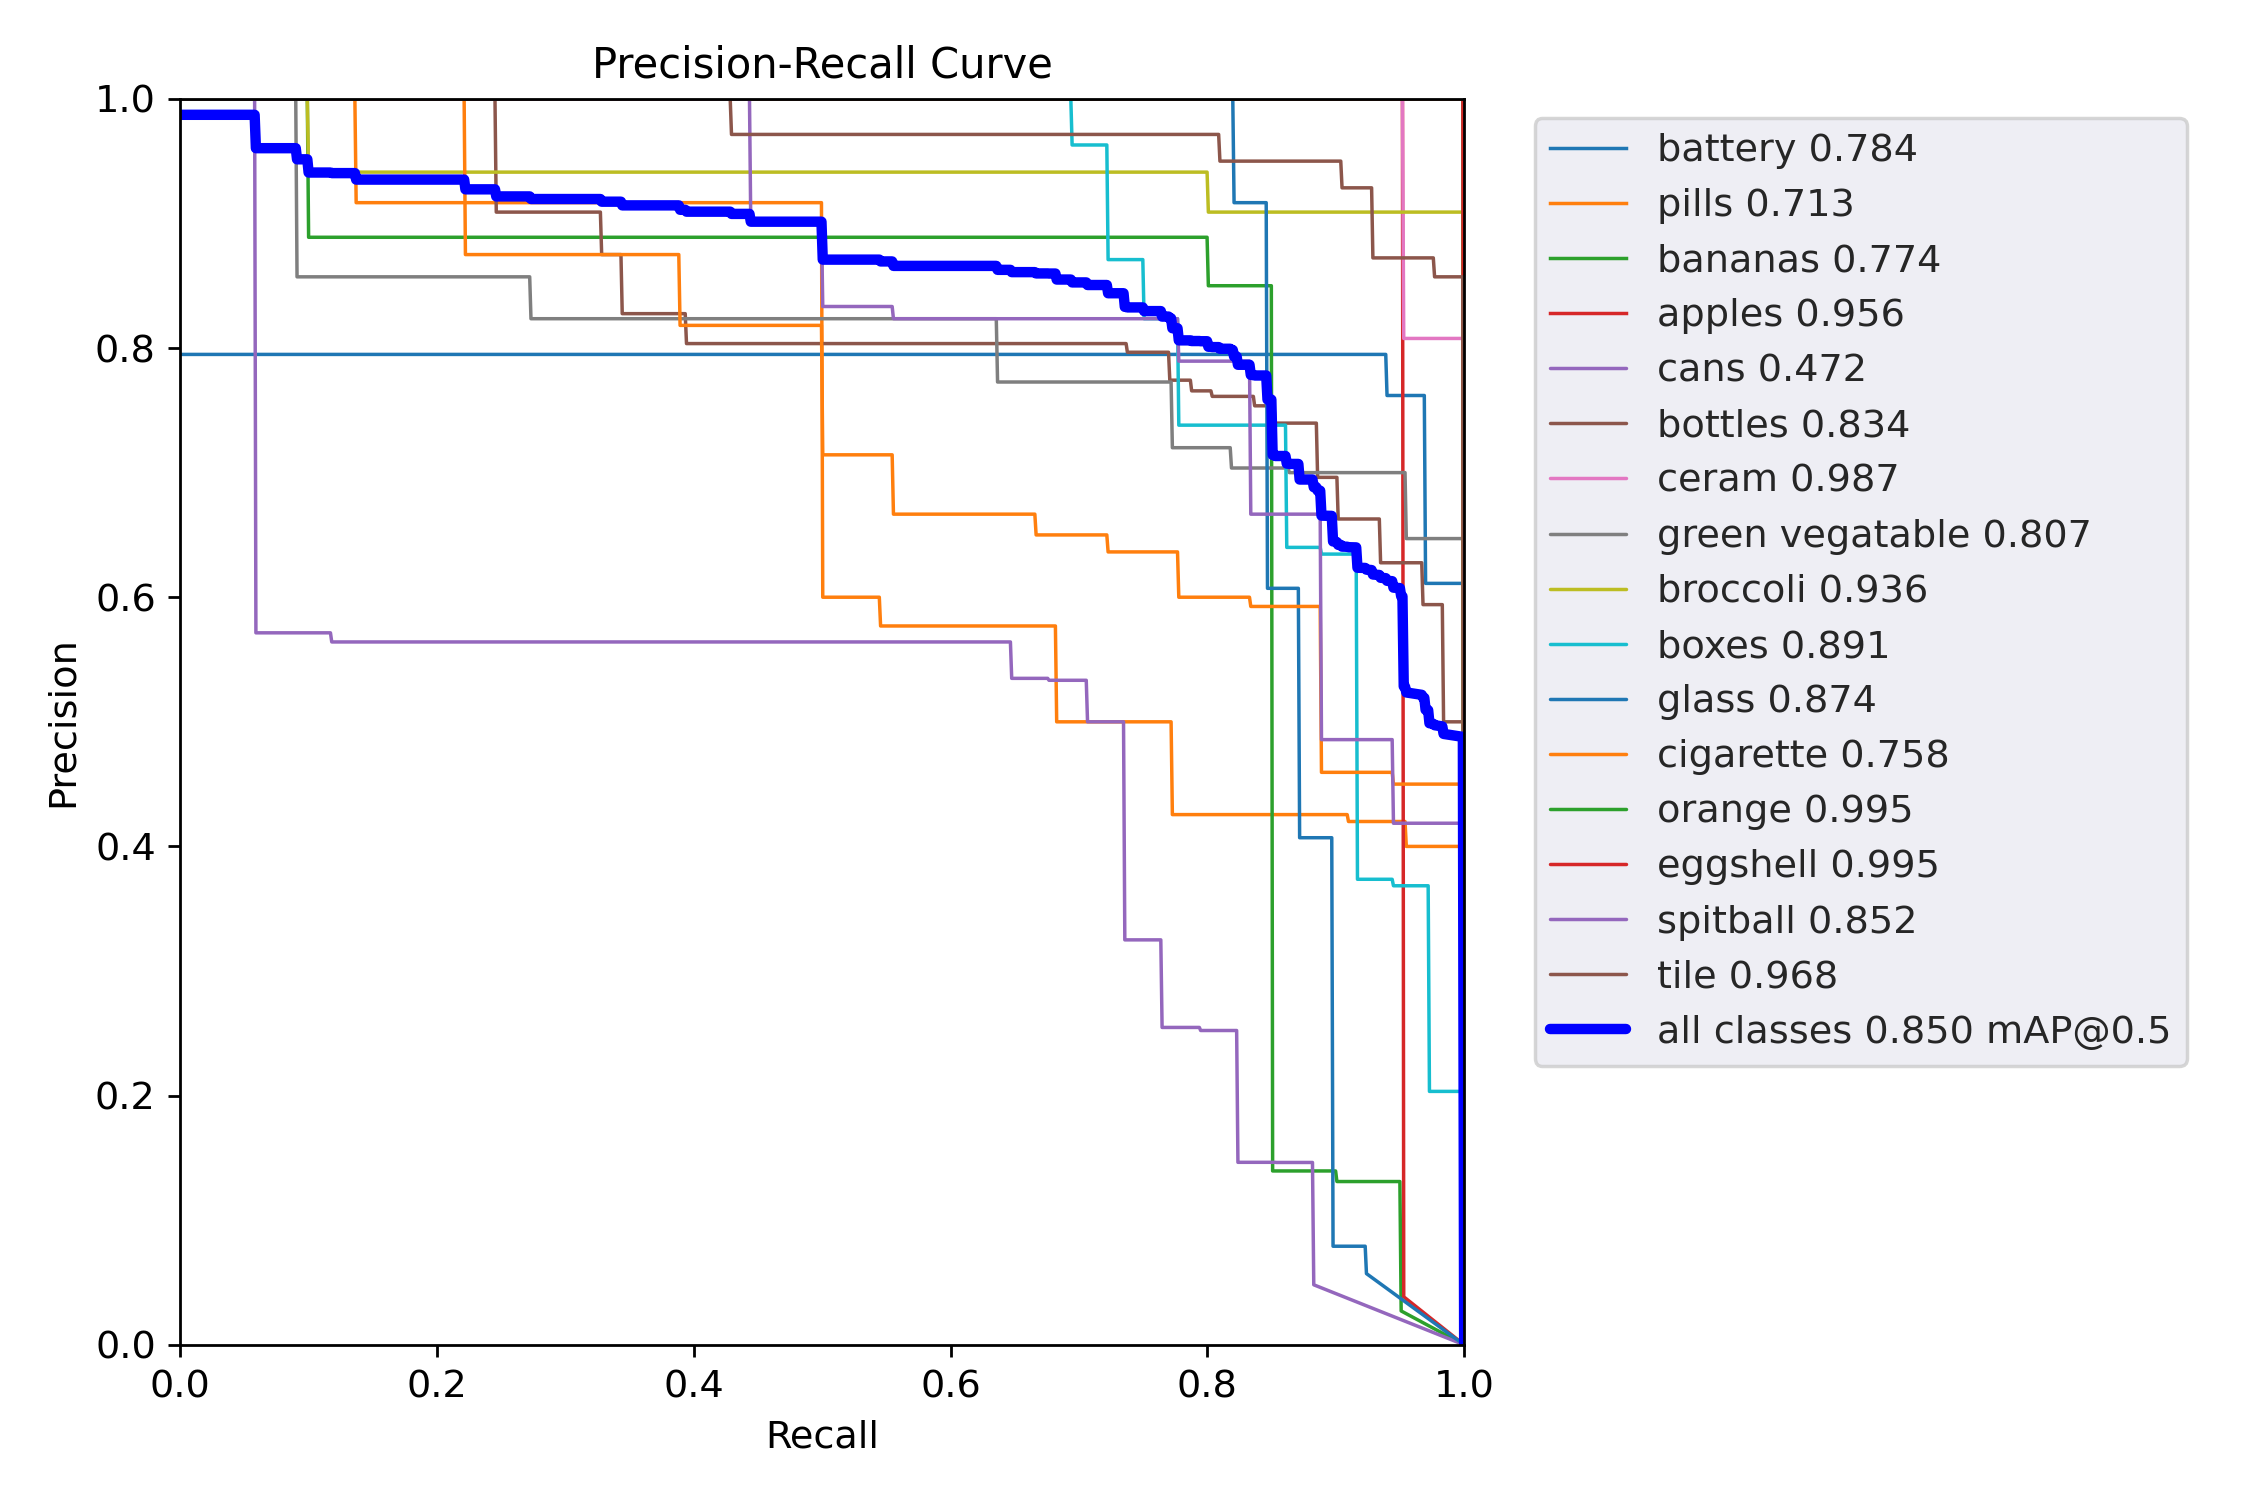 Precision-Recall Curve
1.0
0.8
0.6
0.4
0.2
0.0
Precision
0.0 0.2 0.4 0.6 0.8 1.0
Recall
battery 0.784
pills 0.713
bananas 0.774
apples 0.956
cans 0.472
bottles 0.834
ceram 0.987
green vegatable 0.807
broccoli 0.936
boxes 0.891
glass 0.874
cigarette 0.758
orange 0.995
eggshell 0.995
spitball 0.852
tile 0.968
all classes 0.850 mAP@0.5